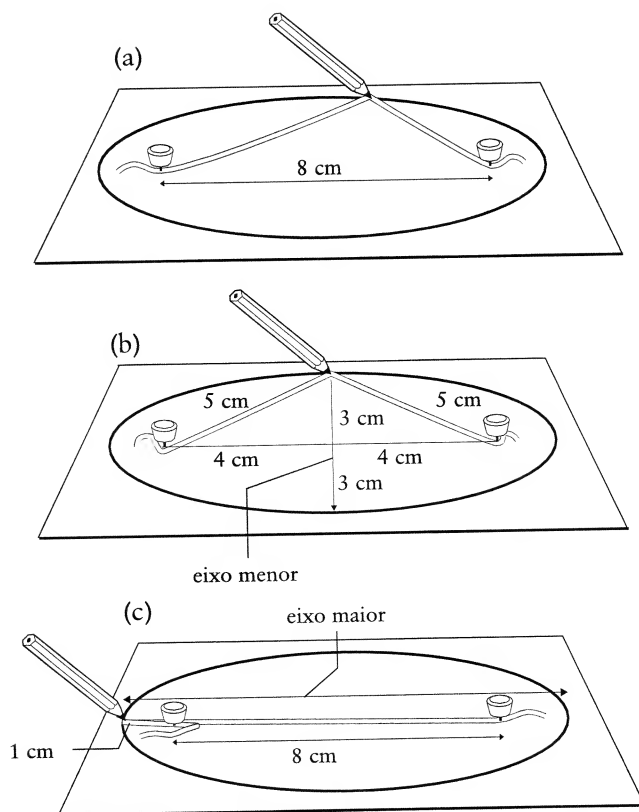 (a)
8 cm
(b)
5 cm
5 cm
3 cm
4 cm
4 cm
3 cm
eixo menor
(c)
eixo maior
1 cm
8 cm